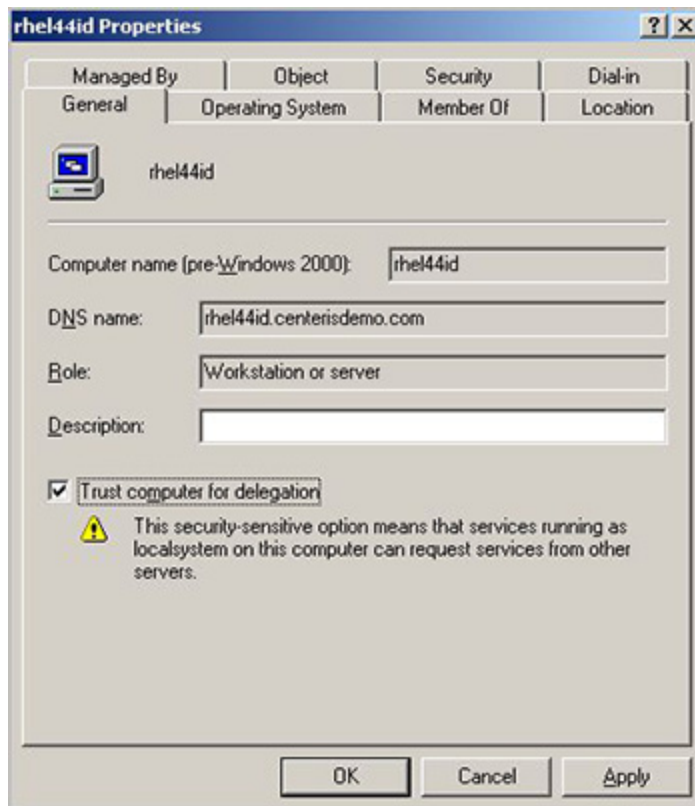 rhel44id Properties
Managed By Object Security Dial-in
General Operating System Member Of Location
rhel44id
Computer name (pre-Windows 2000): rhel44id
DNS name: rhel44id.centerisdemo.com
Role: Workstation or server
Description:
Trust computer for delegation
This security-sensitive option means that services running as
localsystem on this computer can request services from other
servers.
OK Cancel Apply